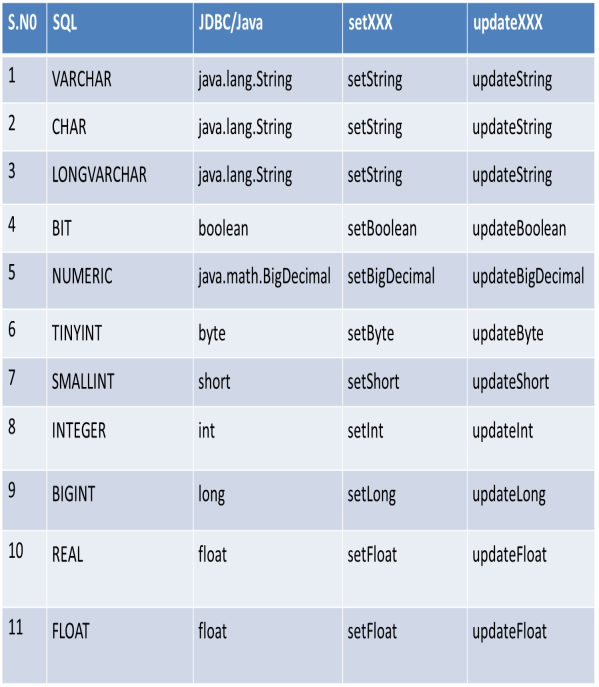 S.N0 SQL JDBC/Java setXXX updateXXX
1 VARCHAR java.lang.String setString updateString
2 CHAR java.lang.String setString updateString
3 LONGVARCHAR java.lang.String setString updateString
4 BIT boolean setBoolean updateBoolean
5 NUMERIC java.math.BigDecimal setBigDecimal updateBigDecimal
6 TINYINT byte setByte updateByte
7 SMALLINT short setShort updateShort
8 INTEGER int setInt updateInt
9 BIGINT long setLong updateLong
10 REAL float setFloat updateFloat
11 FLOAT float setFloat updateFloat